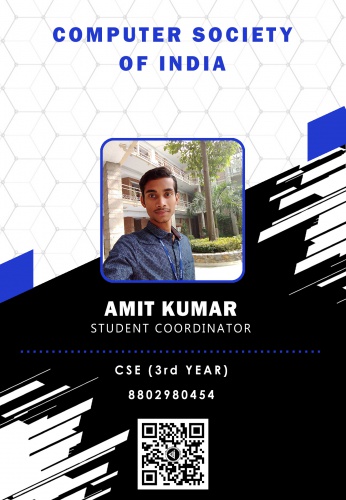 COMPUTER SOCIETY
OF INDIA
AMIT KUMAR
STUDENT COORDINATOR
CSE (3rd YEAR)
8802980454